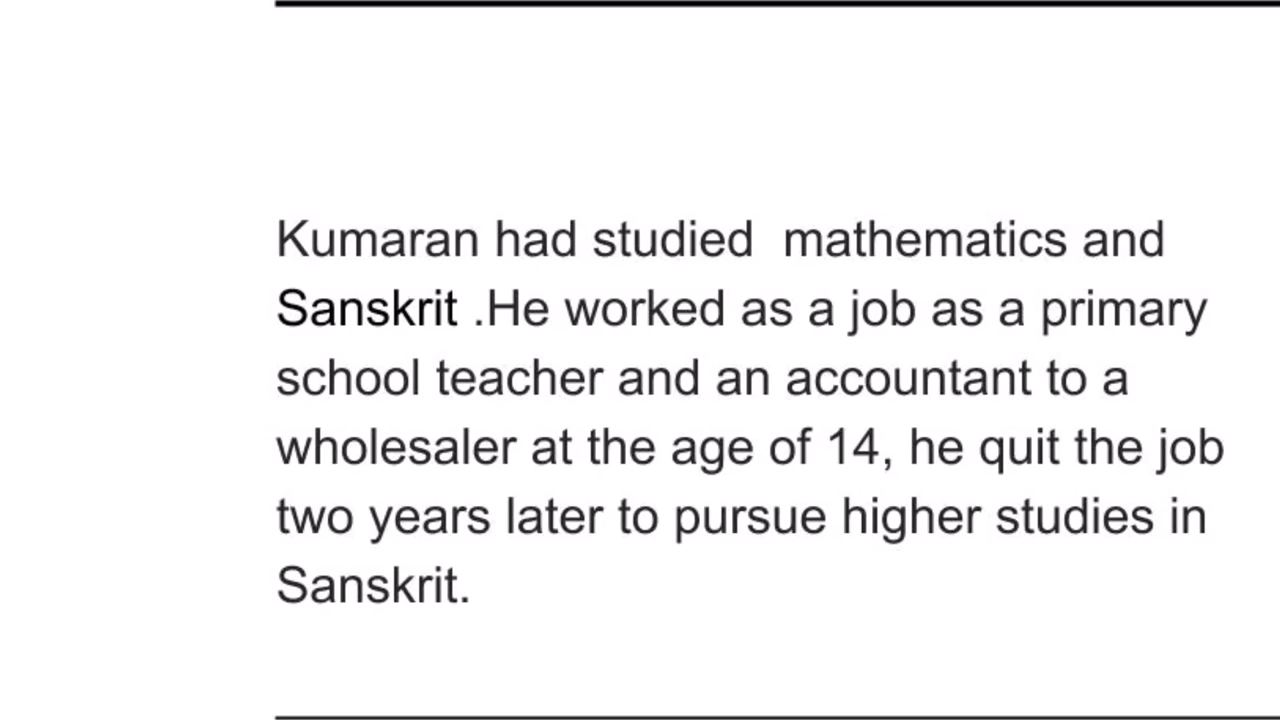 Kumaran had studied  mathematics and
Sanskrit .He worked as a job as a primary
school teacher and an accountant to a
wholesaler at the age of 14, he quit the job
two years later to pursue higher studies in
Sanskrit.